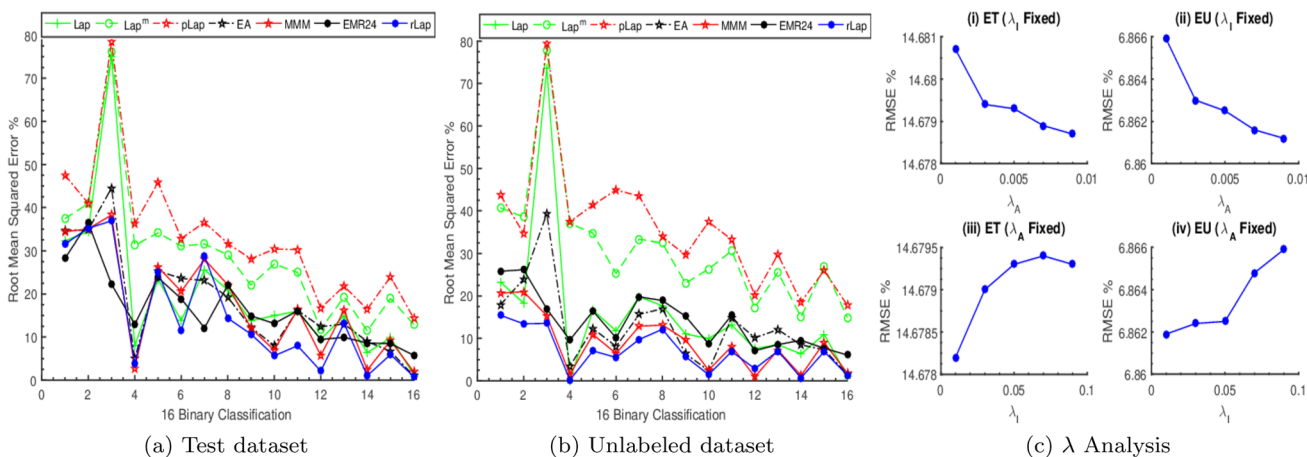 Lap Lapᵐ pLap EA MMM EMR24 rLap
Root Mean Squared Error %
80
70
60
50
40
30
20
10
0
0 2 4 6 8 10 12 14 16
16 Binary Classification
(a) Test dataset
Lap Lapᵐ pLap EA MMM EMR24 rLap
Root Mean Squared Error %
80
70
60
50
40
30
20
10
0
0 2 4 6 8 10 12 14 16
16 Binary Classification
(b) Unlabeled dataset
(i) ET (λ_I Fixed)
RMSE %
14.681
14.68
14.679
14.678
0 0.005 0.01
λ_A
(ii) EU (λ_I Fixed)
RMSE %
6.866
6.864
6.862
6.86
0 0.005 0.01
λ_A
(iii) ET (λ_A Fixed)
RMSE %
14.6795
14.679
14.6785
14.678
0 0.05 0.1
λ_I
(iv) EU (λ_A Fixed)
RMSE %
6.866
6.864
6.862
6.86
0 0.05 0.1
λ_I
(c) λ Analysis